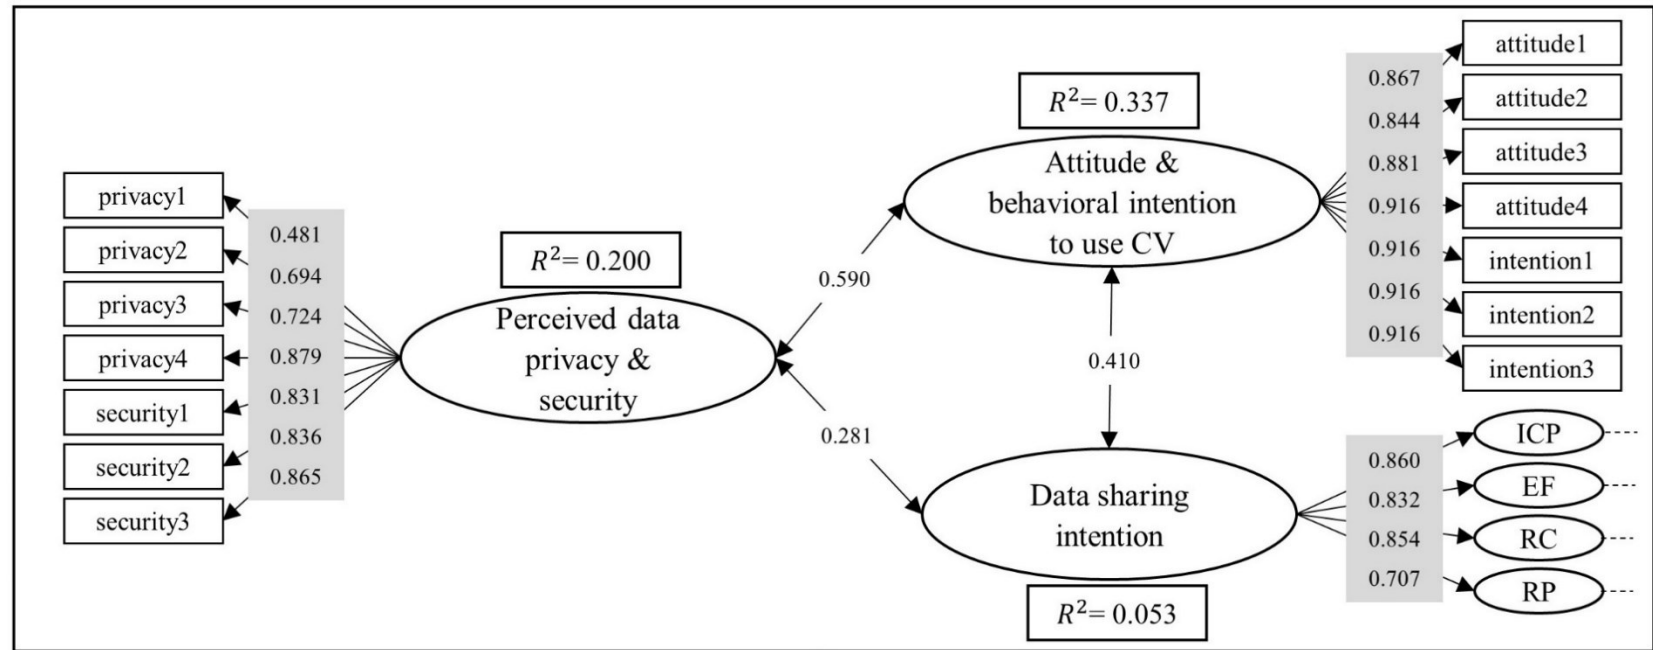 privacy1
privacy2
privacy3
privacy4
security1
security2
security3
0.481
0.694
0.724
0.879
0.831
0.836
0.865
R²= 0.200
Perceived data
privacy &
security
0.590
0.281
0.410
R²= 0.337
Attitude &
behavioral intention
to use CV
Data sharing
intention
R²= 0.053
0.867
0.844
0.881
0.916
0.916
0.916
0.916
attitude1
attitude2
attitude3
attitude4
intention1
intention2
intention3
0.860
0.832
0.854
0.707
ICP
EF
RC
RP